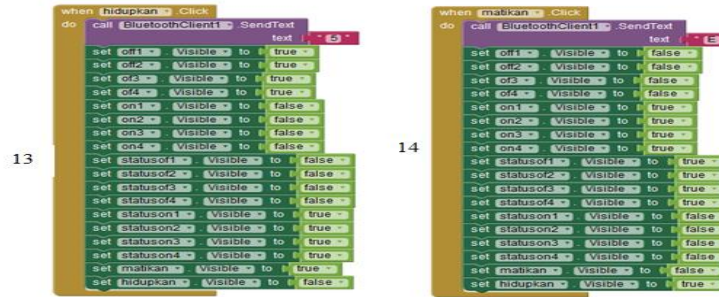 when hidupkan .Click
do call BluetoothClient1 .SendText
text " 5 "
set off1 . Visible to true
set off2 . Visible to true
set of3 . Visible to true
set of4 . Visible to true
set on1 . Visible to false
set on2 . Visible to false
set on3 . Visible to false
set on4 . Visible to false
13
set statusof1 . Visible to false
set statusof2 . Visible to false
set statusof3 . Visible to false
set statusof4 . Visible to false
set statuson1 . Visible to true
set statuson2 . Visible to true
set statuson3 . Visible to true
set statuson4 . Visible to true
set matikan . Visible to true
set hidupkan . Visible to false
when matikan .Click
do call BluetoothClient1 .SendText
text " E
set off1 . Visible to false
set off2 . Visible to false
set of3 . Visible to false
set of4 . Visible to false
set on1 . Visible to true
set on2 . Visible to true
set on3 . Visible to true
set on4 . Visible to true
14
set statusof1 . Visible to true
set statusof2 . Visible to true
set statusof3 . Visible to true
set statusof4 . Visible to true
set statuson1 . Visible to false
set statuson2 . Visible to false
set statuson3 . Visible to false
set statuson4 . Visible to false
set matikan . Visible to false
set hidupkan . Visible to true